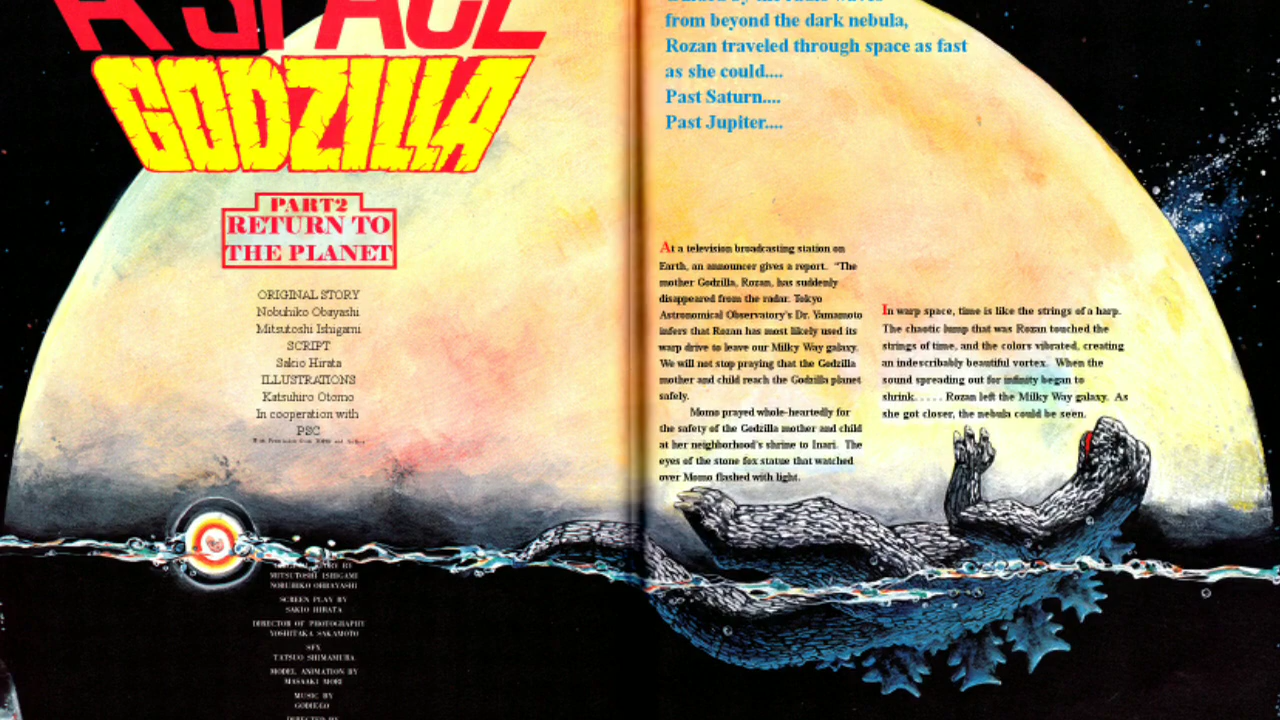 A SPACE
GODZILLA
PART2
RETURN TO
THE PLANET
ORIGINAL STORY
Nobuhiko Obayashi
Mitsutoshi Ishigami
SCRIPT
Sakio Hirata
ILLUSTRATIONS
Katsuhiro Otomo
In cooperation with
PSC
MITSUTOSHI ISHIGAMI
NOBUHIKO OHBAYASHI
SCREEN PLAY BY
SAKIO HIRATA
DIRECTOR OF PHOTOGRAPHY
YOSHITAKA SAKAMOTO
SFX
TATSUO SHIMAMURA
MODEL ANIMATION BY
MASAAKI MORI
MUSIC BY
GODIEGO
DIRECTED BY
from beyond the dark nebula,
Rozan traveled through space as fast
as she could....
Past Saturn....
Past Jupiter....
At a television broadcasting station on
Earth, an announcer gives a report. "The
mother Godzilla, Rozan, has suddenly
disappeared from the radar. Tokyo
Astronomical Observatory's Dr. Yamamoto
infers that Rozan has most likely used its
warp drive to leave our Milky Way galaxy.
We will not stop praying that the Godzilla
mother and child reach the Godzilla planet
safely.
Momo prayed whole-heartedly for
the safety of the Godzilla mother and child
at her neighborhood's shrine to Inari. The
eyes of the stone fox statue that watched
over Momo flashed with light.
In warp space, time is like the strings of a harp.
The chaotic lump that was Rozan touched the
strings of time, and the colors vibrated, creating
an indescribably beautiful vortex. When the
sound spreading out for infinity began to
shrink. . . . . Rozan left the Milky Way galaxy. As
she got closer, the nebula could be seen.